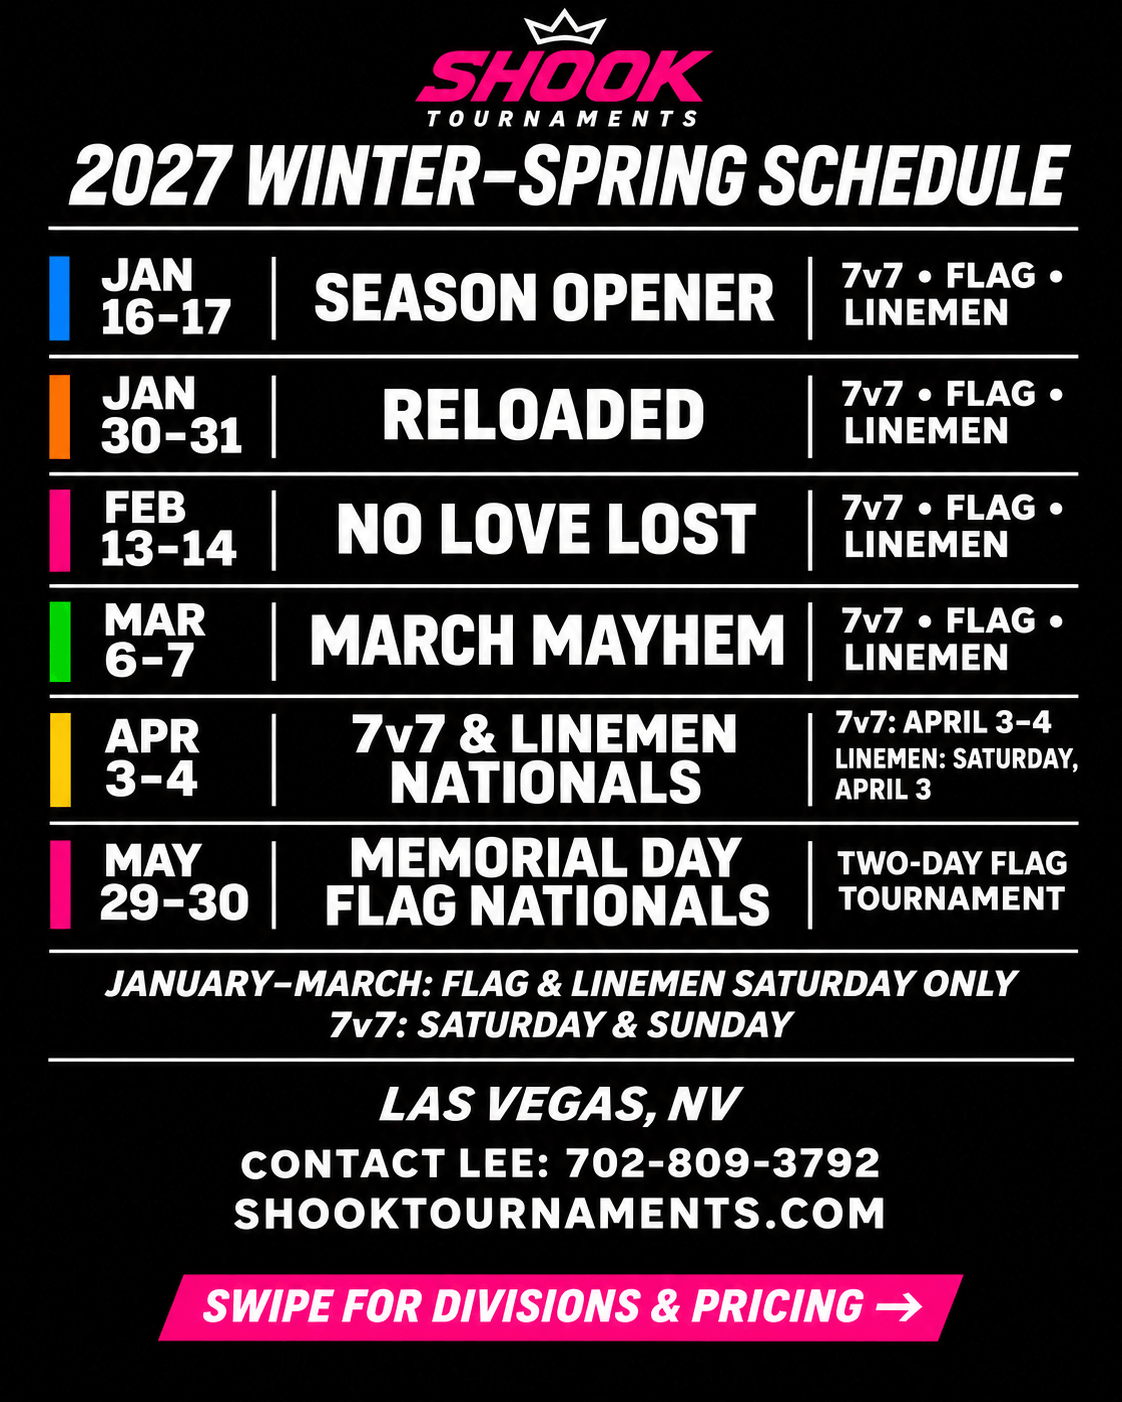 SHOOK
TOURNAMENTS
2027 WINTER–SPRING SCHEDULE
JAN
16–17
SEASON OPENER
7v7 • FLAG •
LINEMEN
JAN
30–31
RELOADED
7v7 • FLAG •
LINEMEN
FEB
13–14
NO LOVE LOST
7v7 • FLAG •
LINEMEN
MAR
6–7
MARCH MAYHEM
7v7 • FLAG •
LINEMEN
APR
3–4
7v7 & LINEMEN
NATIONALS
7v7: APRIL 3–4
LINEMEN: SATURDAY,
APRIL 3
MAY
29–30
MEMORIAL DAY
FLAG NATIONALS
TWO-DAY FLAG
TOURNAMENT
JANUARY–MARCH: FLAG & LINEMEN SATURDAY ONLY
7v7: SATURDAY & SUNDAY
LAS VEGAS, NV
CONTACT LEE: 702-809-3792
SHOOKTOURNAMENTS.COM
SWIPE FOR DIVISIONS & PRICING →